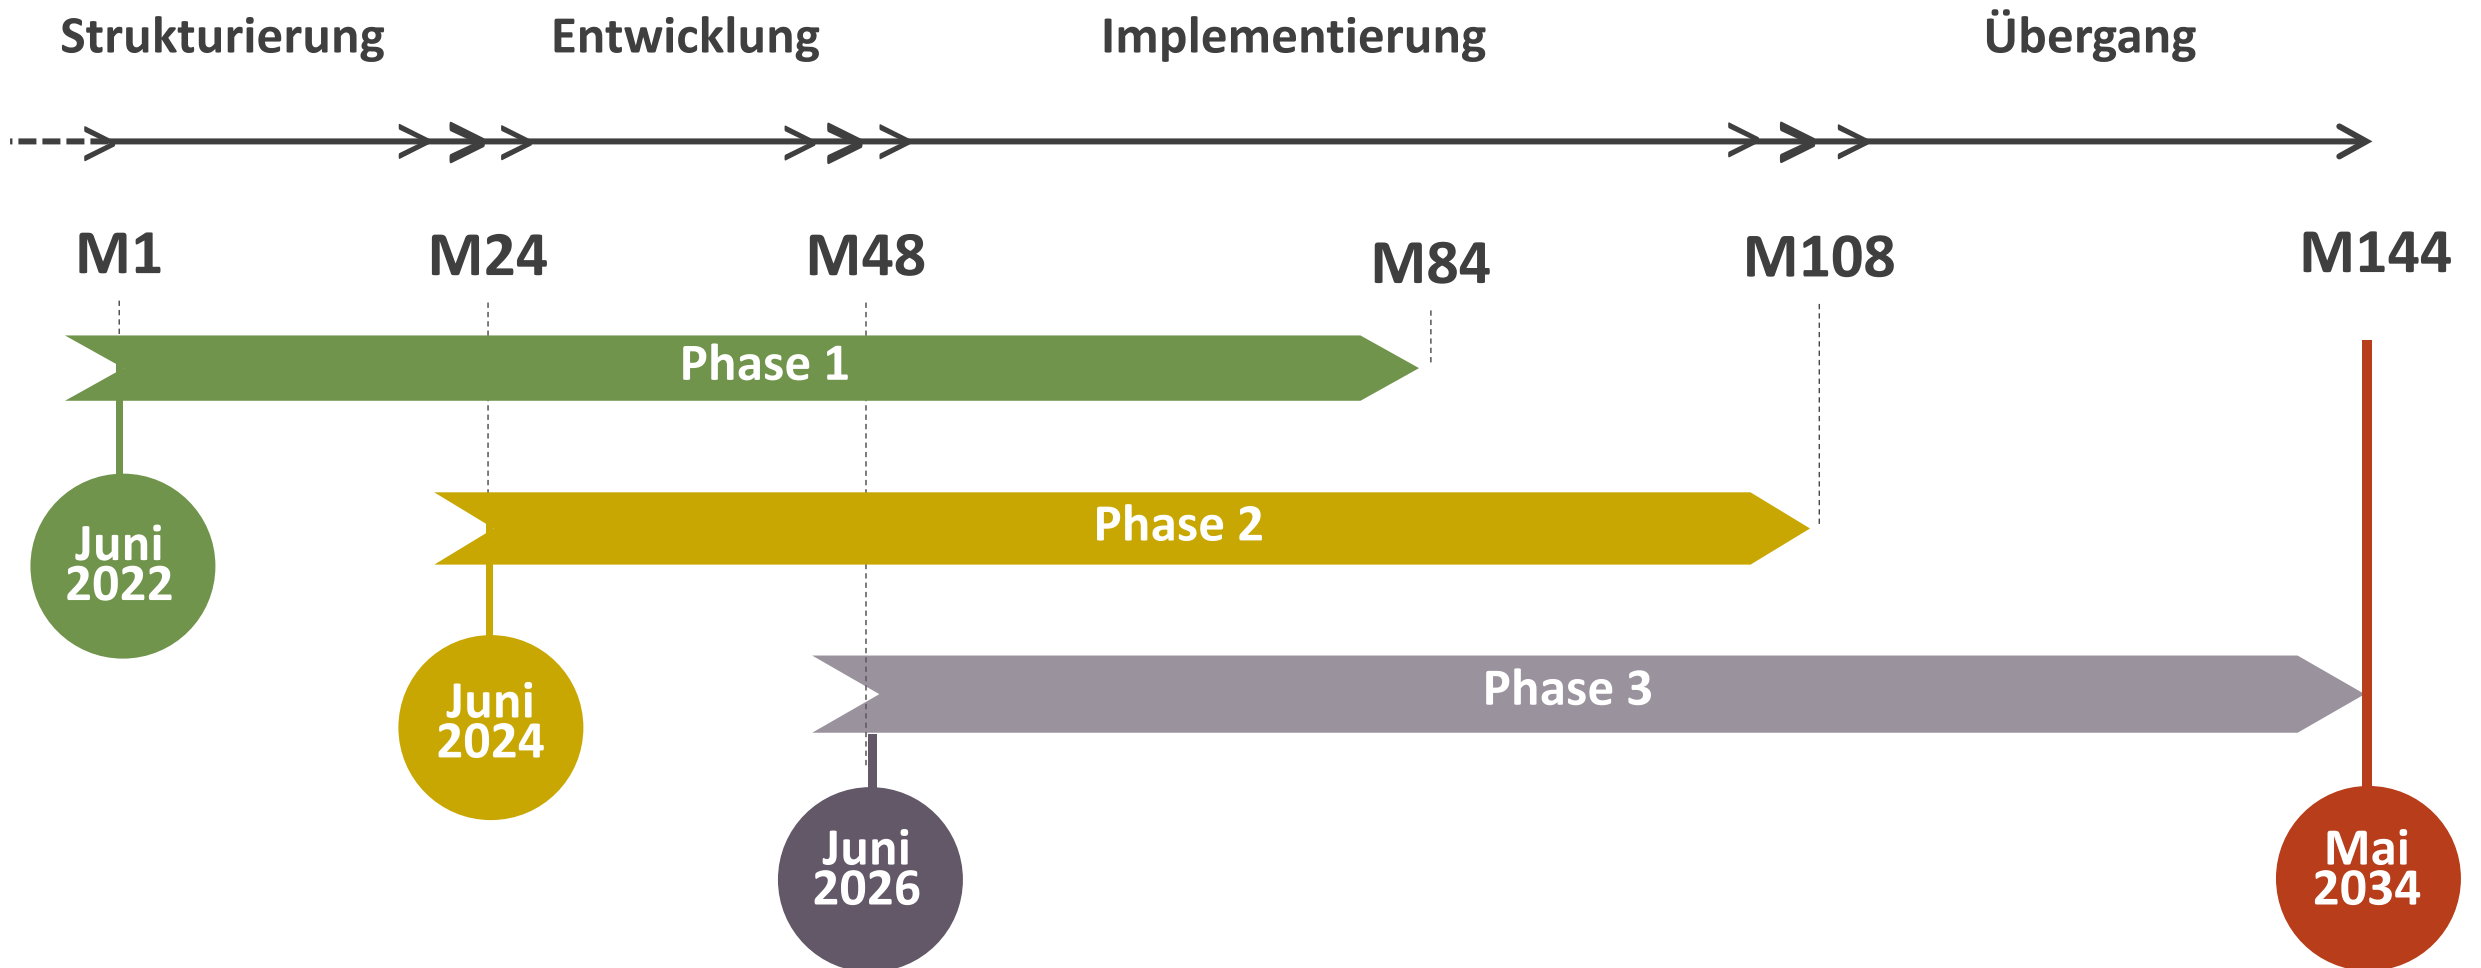 Strukturierung
Entwicklung
Implementierung
Übergang
M1
M24
M48
M84
M108
M144
Phase 1
Phase 2
Phase 3
Juni
2022
Juni
2024
Juni
2026
Mai
2034